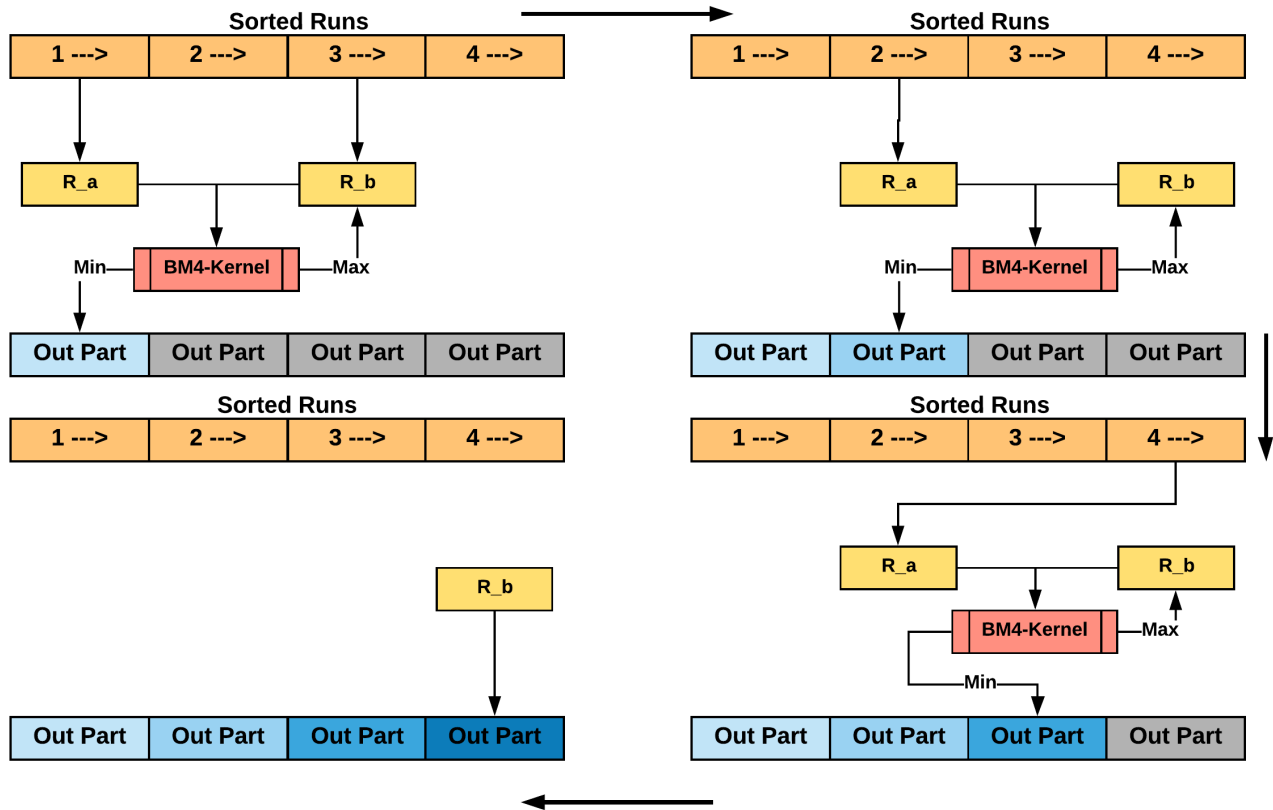 Sorted Runs
1 ---> 2 ---> 3 ---> 4 --->
R_a R_b
Min BM4-Kernel Max
Out Part Out Part Out Part Out Part
Sorted Runs
1 ---> 2 ---> 3 ---> 4 --->
R_a R_b
Min BM4-Kernel Max
Out Part Out Part Out Part Out Part
Sorted Runs
1 ---> 2 ---> 3 ---> 4 --->
R_a R_b
BM4-Kernel Max
Min
Out Part Out Part Out Part Out Part
Sorted Runs
1 ---> 2 ---> 3 ---> 4 --->
R_b
Out Part Out Part Out Part Out Part